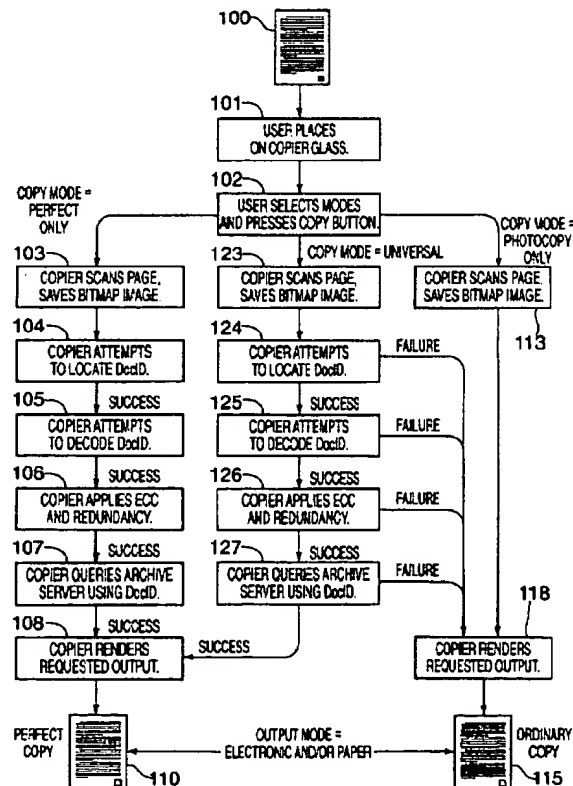 100
101
USER PLACES
ON COPIER GLASS.
102
USER SELECTS MODES
AND PRESSES COPY BUTTON.
COPY MODE =
PERFECT
ONLY
COPY MODE = UNIVERSAL
COPY MODE =
PHOTOCOPY
ONLY
103
COPIER SCANS PAGE,
SAVES BITMAP IMAGE.
123
COPIER SCANS PAGE,
SAVES BITMAP IMAGE.
COPIER SCANS PAGE,
SAVES BITMAP IMAGE.
113
104
COPIER ATTEMPTS
TO LOCATE DocID.
124
COPIER ATTEMPTS
TO LOCATE DocID.
FAILURE
SUCCESS
SUCCESS
105
COPIER ATTEMPTS
TO DECODE DocID.
125
COPIER ATTEMPTS
TO DECODE DocID.
FAILURE
SUCCESS
SUCCESS
106
COPIER APPLIES ECC
AND REDUNDANCY.
126
COPIER APPLIES ECC
AND REDUNDANCY.
FAILURE
SUCCESS
SUCCESS
107
COPIER QUERIES ARCHIVE
SERVER USING DocID.
127
COPIER QUERIES ARCHIVE
SERVER USING DocID.
FAILURE
SUCCESS
SUCCESS
108
COPIER RENDERS
REQUESTED OUTPUT.
118
COPIER RENDERS
REQUESTED OUTPUT.
PERFECT
COPY
110
OUTPUT MODE =
ELECTRONIC AND/OR PAPER
ORDINARY
COPY
115